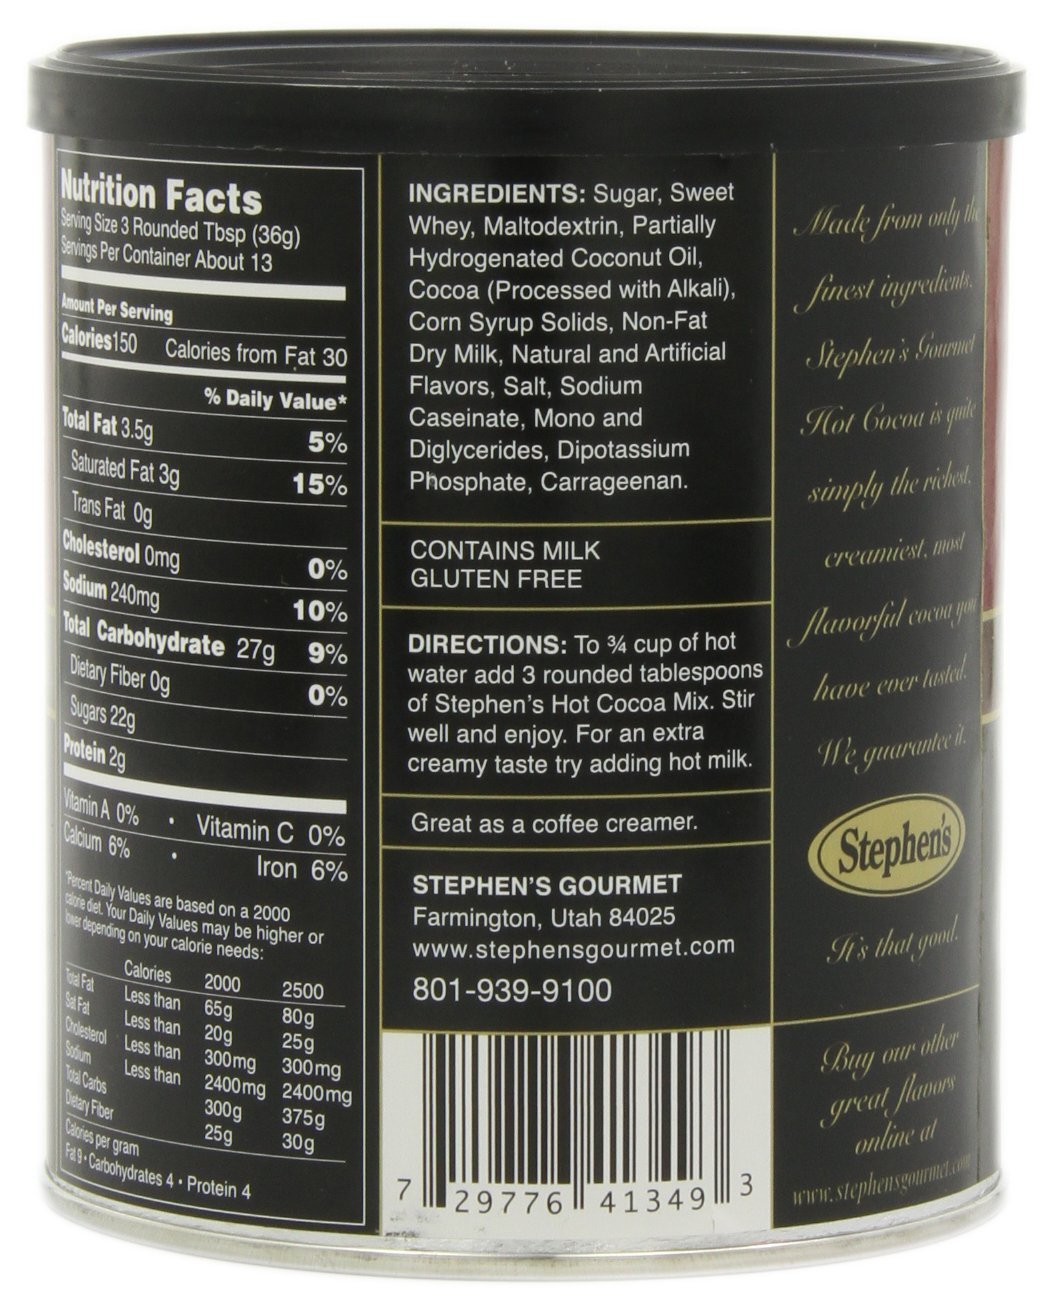 Nutrition Facts
Serving Size 3 Rounded Tbsp (36g)
Servings Per Container About 13
Amount Per Serving
Calories150 Calories from Fat 30
% Daily Value*
Total Fat 3.5g 5%
Saturated Fat 3g 15%
Trans Fat 0g
Cholesterol 0mg 0%
Sodium 240mg 10%
Total Carbohydrate 27g 9%
Dietary Fiber 0g 0%
Sugars 22g
Protein 2g
Vitamin A 0% • Vitamin C 0%
Calcium 6% • Iron 6%
*Percent Daily Values are based on a 2000
calorie diet. Your Daily Values may be higher or
lower depending on your calorie needs:
Calories 2000 2500
Total Fat Less than 65g 80g
Sat Fat Less than 20g 25g
Cholesterol Less than 300mg 300mg
Sodium Less than 2400mg 2400mg
Total Carbs 300g 375g
Dietary Fiber 25g 30g
Calories per gram
Fat 9 • Carbohydrates 4 • Protein 4
INGREDIENTS: Sugar, Sweet
Whey, Maltodextrin, Partially
Hydrogenated Coconut Oil,
Cocoa (Processed with Alkali),
Corn Syrup Solids, Non-Fat
Dry Milk, Natural and Artificial
Flavors, Salt, Sodium
Caseinate, Mono and
Diglycerides, Dipotassium
Phosphate, Carrageenan.
CONTAINS MILK
GLUTEN FREE
DIRECTIONS: To ¾ cup of hot
water add 3 rounded tablespoons
of Stephen's Hot Cocoa Mix. Stir
well and enjoy. For an extra
creamy taste try adding hot milk.
Great as a coffee creamer.
STEPHEN'S GOURMET
Farmington, Utah 84025
www.stephensgourmet.com
801-939-9100
7 29776 41349 3
Made from only the
finest ingredients,
Stephen's Gourmet
Hot Cocoa is quite
simply the richest,
creamiest, most
flavorful cocoa you
have ever tasted.
We guarantee it.
Stephen's
It's that good.
Buy our other
great flavors
online at
www.stephensgourmet.com